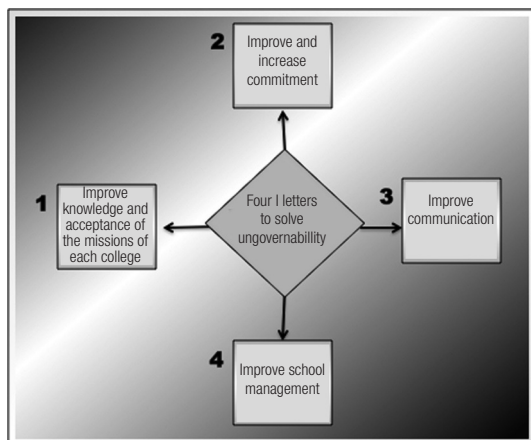 2
Improve and
increase
commitment
1
Improve
knowledge and
acceptance of
the missions of
each college
Four I letters
to solve
ungovernabillity
3
Improve
communication
4
Improve school
management